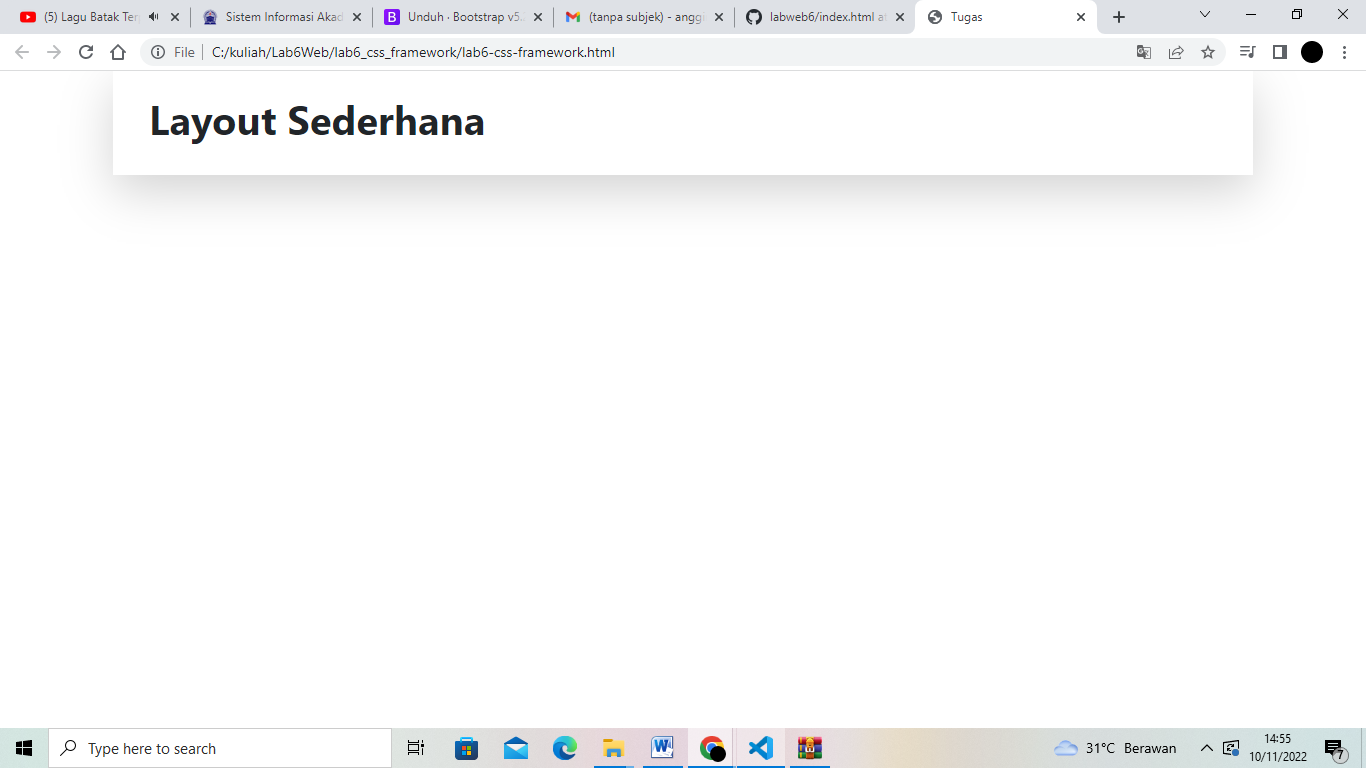 (5) Lagu Batak Ter
Sistem Informasi Akad
Unduh · Bootstrap v5.
(tanpa subjek) - angg
labweb6/index.html at
Tugas
File
C:/kuliah/Lab6Web/lab6_css_framework/lab6-css-framework.html
Layout Sederhana
Type here to search
31°C Berawan
14:55
10/11/2022
7